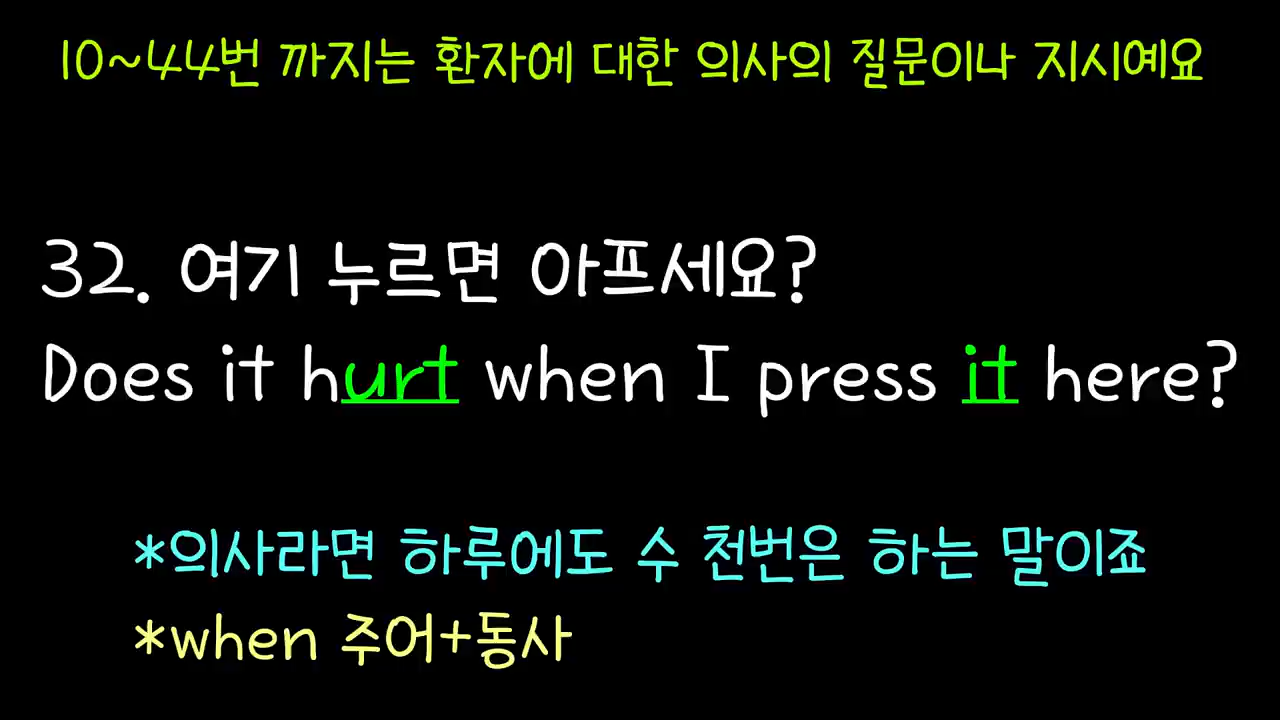 10~44번 까지는 환자에 대한 의사의 질문이나 지시예요
32. 여기 누르면 아프세요?
Does it hurt when I press it here?
*의사라면 하루에도 수 천번은 하는 말이죠
*when 주어+동사